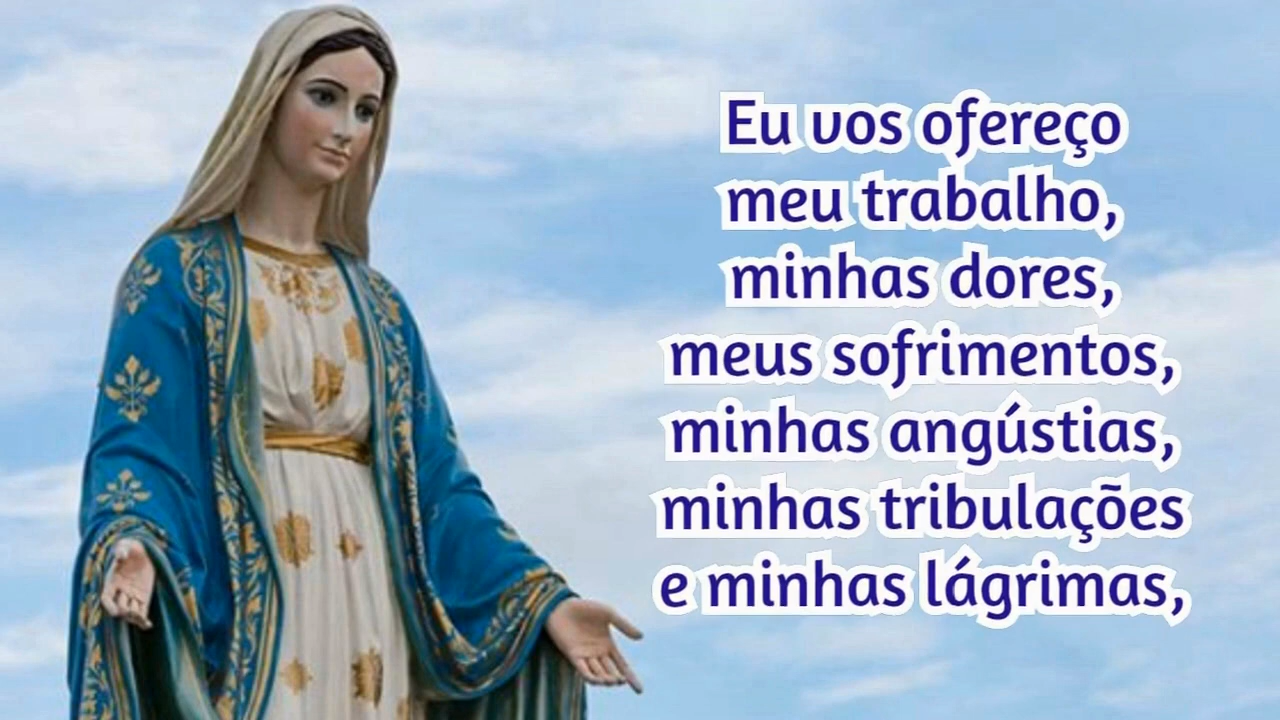 Eu vos ofereço
meu trabalho,
minhas dores,
meus sofrimentos,
minhas angústias,
minhas tribulações
e minhas lágrimas,